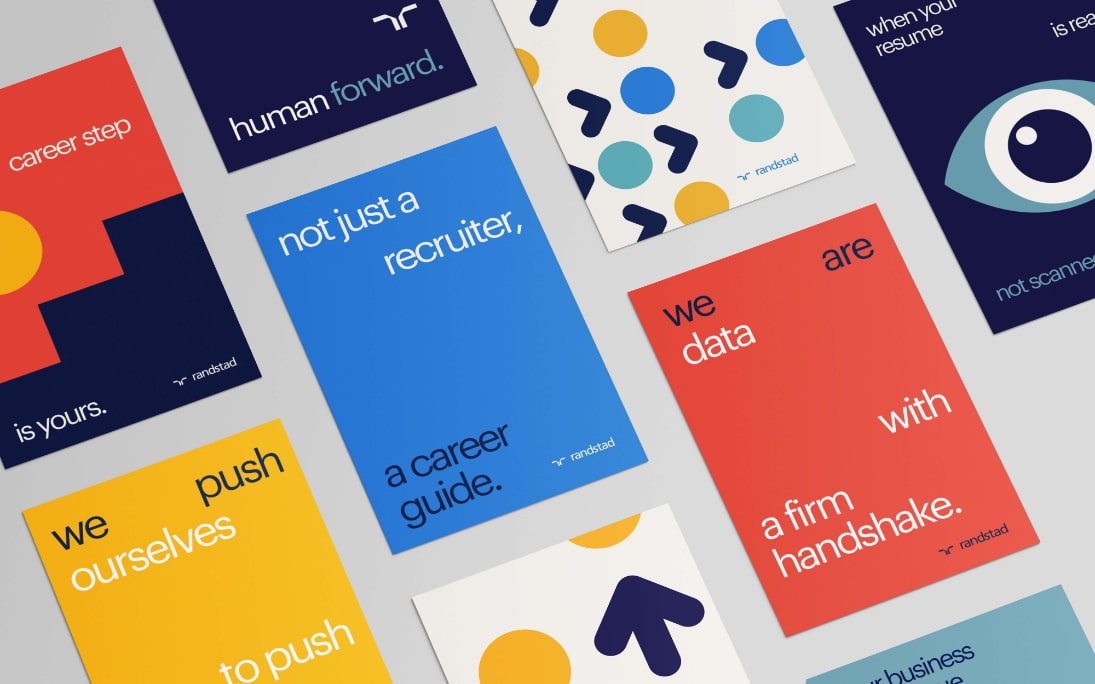 career step
is yours.
human forward.
randstad
when your
resume
is rea
not scanne
not just a
recruiter,
a career
guide.
randstad
we are
data
with
a firm
handshake.
randstad
randstad
we push
ourselves
to push
r business